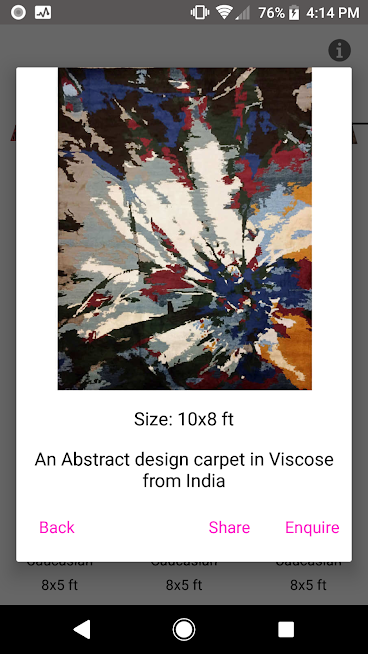 76% 4:14 PM
Size: 10x8 ft
An Abstract design carpet in Viscose
from India
Back Share Enquire
Caucasian Caucasian Caucasian
8x5 ft 8x5 ft 8x5 ft